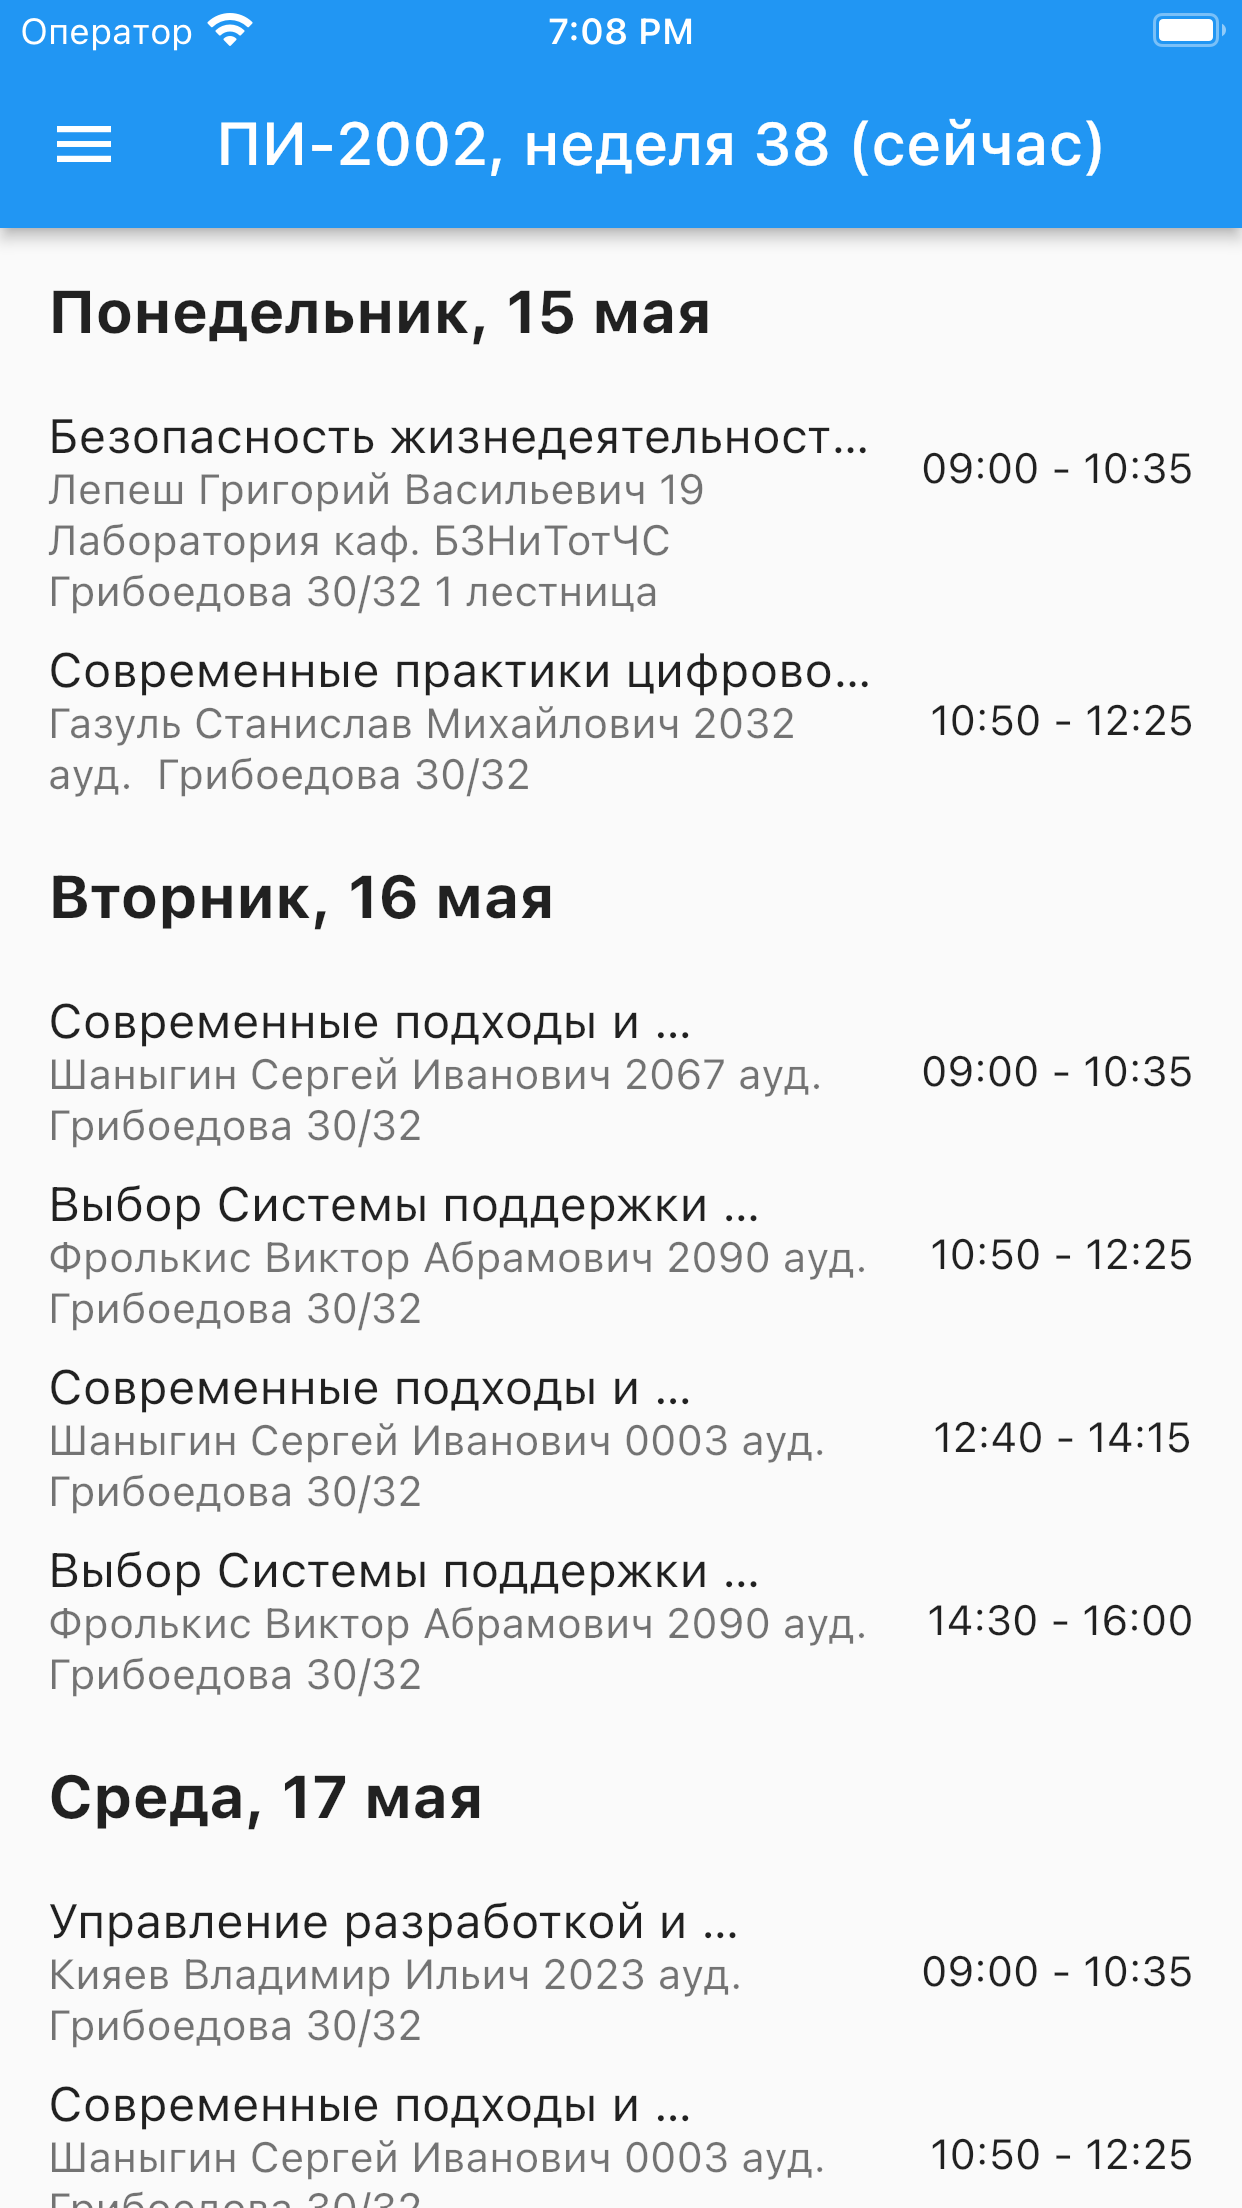 Оператор 7:08 PM
ПИ-2002, неделя 38 (сейчас)
Понедельник, 15 мая
Безопасность жизнедеятельност...
09:00 - 10:35
Лепеш Григорий Васильевич 19
Лаборатория каф. БЗНиТотЧС
Грибоедова 30/32 1 лестница
Современные практики цифрово...
Газуль Станислав Михайлович 2032
10:50 - 12:25
ауд.  Грибоедова 30/32
Вторник, 16 мая
Современные подходы и ...
Шаныгин Сергей Иванович 2067 ауд.
09:00 - 10:35
Грибоедова 30/32
Выбор Системы поддержки ...
Фролькис Виктор Абрамович 2090 ауд.
10:50 - 12:25
Грибоедова 30/32
Современные подходы и ...
Шаныгин Сергей Иванович 0003 ауд.
12:40 - 14:15
Грибоедова 30/32
Выбор Системы поддержки ...
Фролькис Виктор Абрамович 2090 ауд.
14:30 - 16:00
Грибоедова 30/32
Среда, 17 мая
Управление разработкой и ...
Кияев Владимир Ильич 2023 ауд.
09:00 - 10:35
Грибоедова 30/32
Современные подходы и ...
Шаныгин Сергей Иванович 0003 ауд.
10:50 - 12:25
Грибоедова 30/32